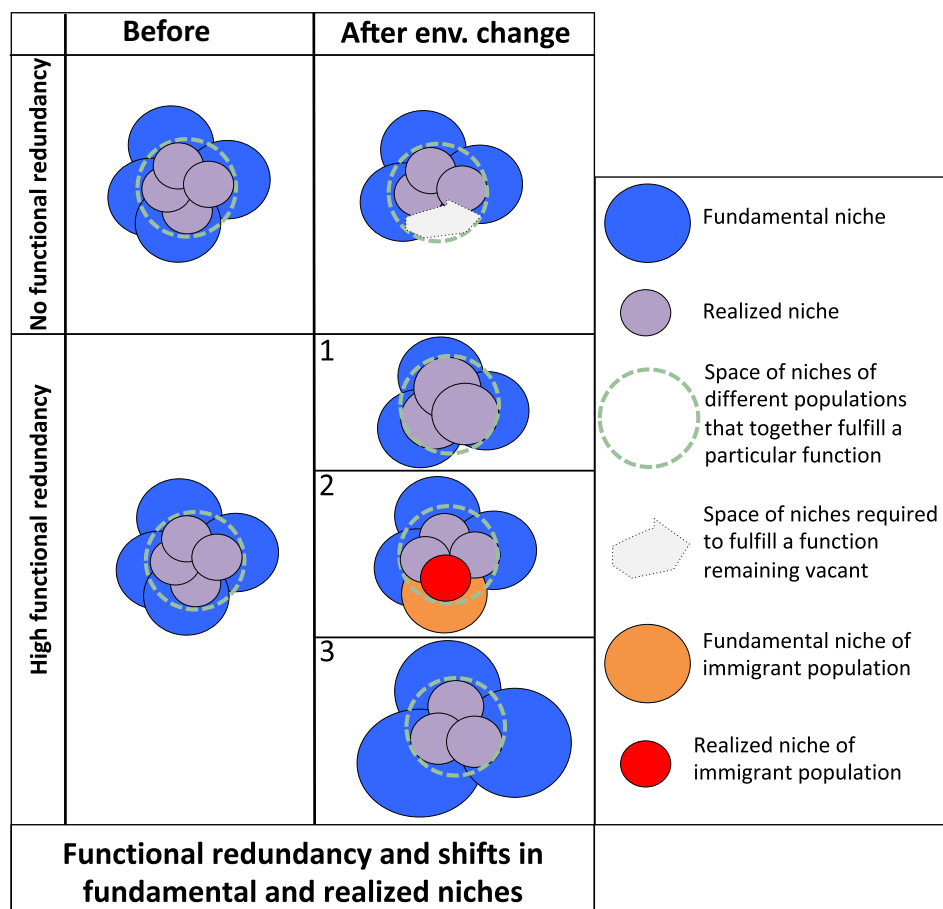 Before
After env. change
No functional redundancy
High functional redundancy
1
2
3
Fundamental niche
Realized niche
Space of niches of
different populations
that together fulfill a
particular function
Space of niches required
to fulfill a function
remaining vacant
Fundamental niche of
immigrant population
Realized niche of
immigrant population
Functional redundancy and shifts in
fundamental and realized niches